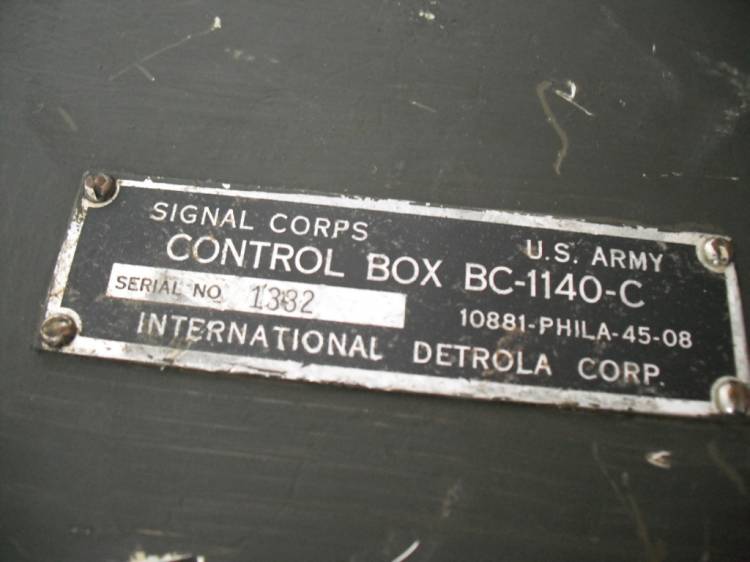 SIGNAL CORPS U.S. ARMY
CONTROL BOX BC-1140-C
SERIAL NO 1382 10881-PHILA-45-08
INTERNATIONAL DETROLA CORP.